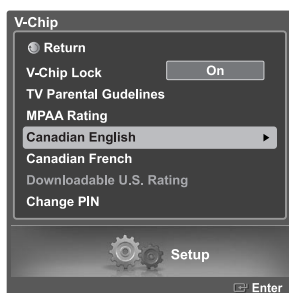 V-Chip
Return
V-Chip Lock On
TV Parental Gudelines
MPAA Rating
Canadian English
Canadian French
Downloadable U.S. Rating
Change PIN
Setup
Enter